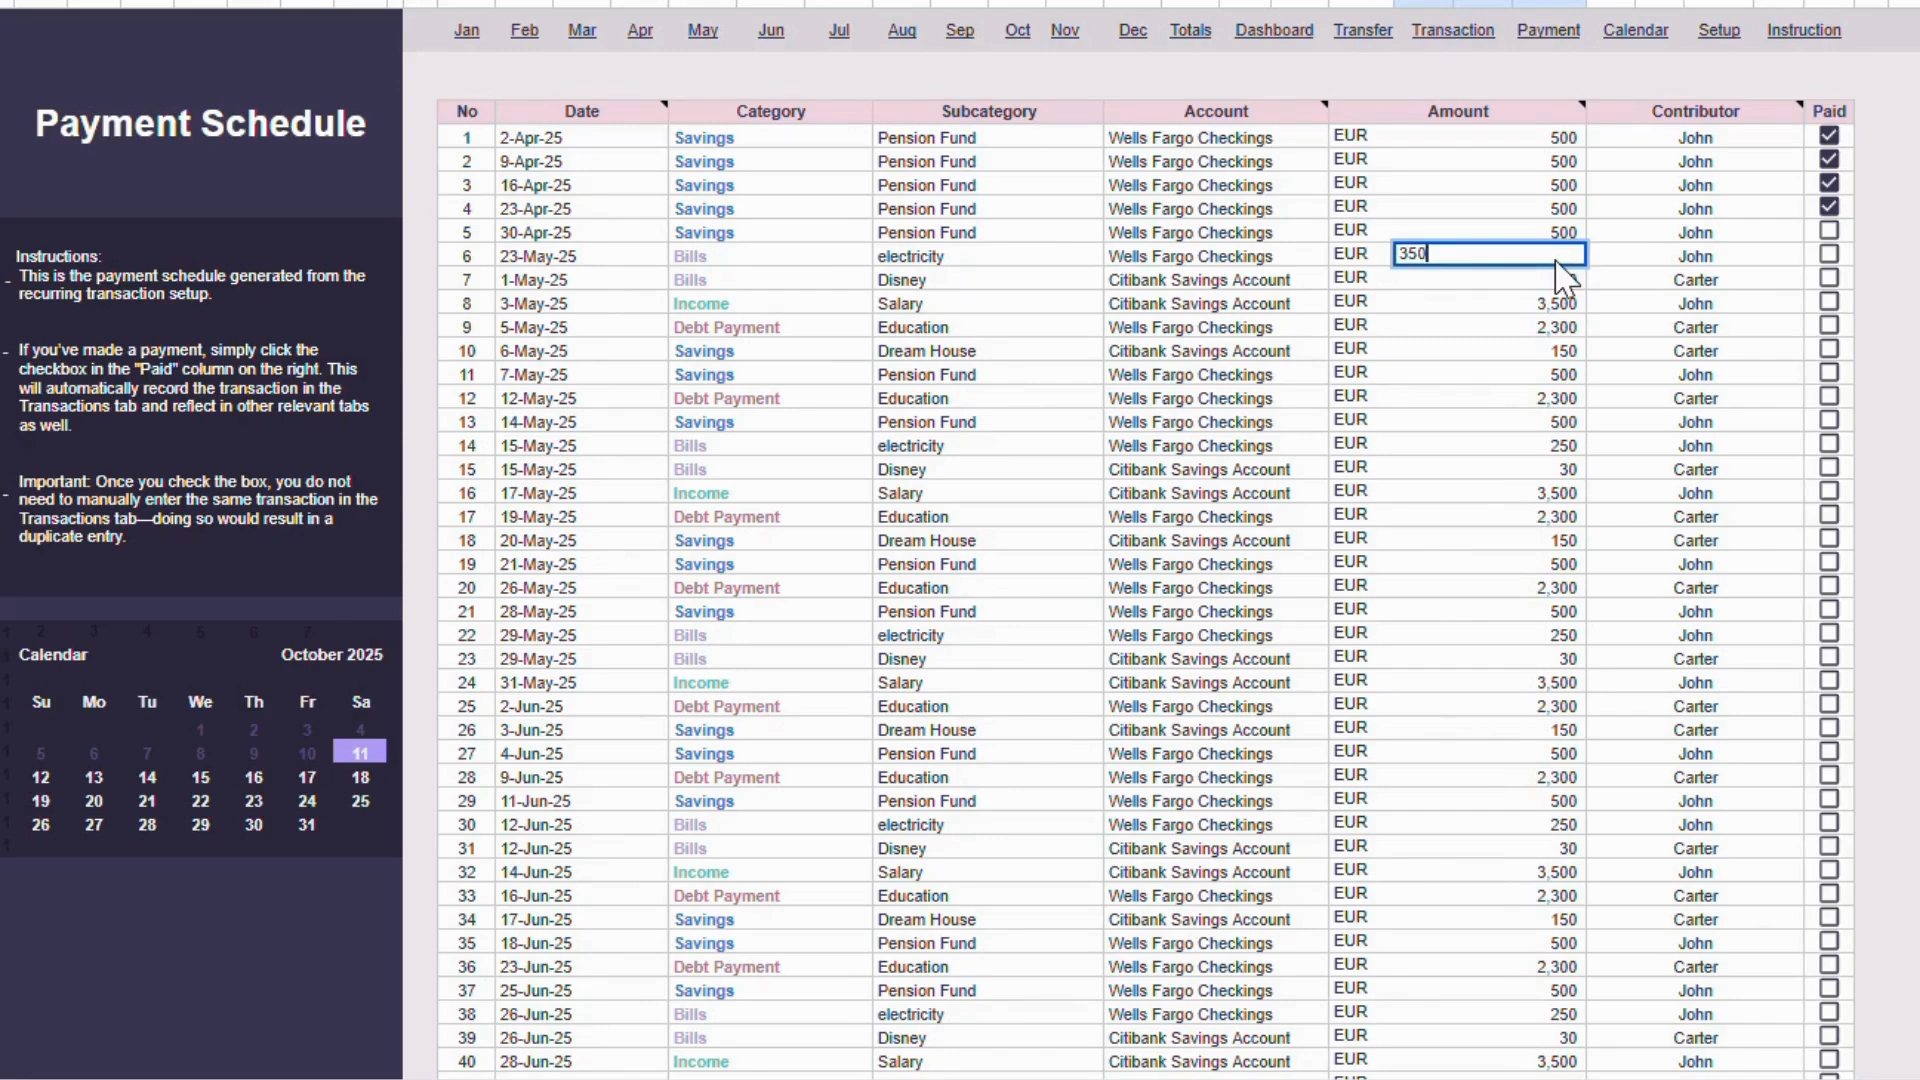 Jan Feb Mar Apr May Jun Jul Aug Sep Oct Nov Dec Totals Dashboard Transfer Transaction Payment Calendar Setup Instruction
Payment Schedule
Instructions:
- This is the payment schedule generated from the
recurring transaction setup.
- If you've made a payment, simply click the
checkbox in the "Paid" column on the right. This
will automatically record the transaction in the
Transactions tab and reflect in other relevant tabs
as well.
- Important: Once you check the box, you do not
need to manually enter the same transaction in the
Transactions tab—doing so would result in a
duplicate entry.
1 2 3 4 5 6 7
Calendar October 2025
Su Mo Tu We Th Fr Sa
1 2 3 4
5 6 7 8 9 10 11
12 13 14 15 16 17 18
19 20 21 22 23 24 25
26 27 28 29 30 31
No Date Category Subcategory Account Amount Contributor Paid
1 2-Apr-25 Savings Pension Fund Wells Fargo Checkings EUR 500 John
2 9-Apr-25 Savings Pension Fund Wells Fargo Checkings EUR 500 John
3 16-Apr-25 Savings Pension Fund Wells Fargo Checkings EUR 500 John
4 23-Apr-25 Savings Pension Fund Wells Fargo Checkings EUR 500 John
5 30-Apr-25 Savings Pension Fund Wells Fargo Checkings EUR 500 John
6 23-May-25 Bills electricity Wells Fargo Checkings EUR 350 John
7 1-May-25 Bills Disney Citibank Savings Account EUR Carter
8 3-May-25 Income Salary Citibank Savings Account EUR 3,500 John
9 5-May-25 Debt Payment Education Wells Fargo Checkings EUR 2,300 Carter
10 6-May-25 Savings Dream House Citibank Savings Account EUR 150 Carter
11 7-May-25 Savings Pension Fund Wells Fargo Checkings EUR 500 John
12 12-May-25 Debt Payment Education Wells Fargo Checkings EUR 2,300 Carter
13 14-May-25 Savings Pension Fund Wells Fargo Checkings EUR 500 John
14 15-May-25 Bills electricity Wells Fargo Checkings EUR 250 John
15 15-May-25 Bills Disney Citibank Savings Account EUR 30 Carter
16 17-May-25 Income Salary Citibank Savings Account EUR 3,500 John
17 19-May-25 Debt Payment Education Wells Fargo Checkings EUR 2,300 Carter
18 20-May-25 Savings Dream House Citibank Savings Account EUR 150 Carter
19 21-May-25 Savings Pension Fund Wells Fargo Checkings EUR 500 John
20 26-May-25 Debt Payment Education Wells Fargo Checkings EUR 2,300 Carter
21 28-May-25 Savings Pension Fund Wells Fargo Checkings EUR 500 John
22 29-May-25 Bills electricity Wells Fargo Checkings EUR 250 John
23 29-May-25 Bills Disney Citibank Savings Account EUR 30 Carter
24 31-May-25 Income Salary Citibank Savings Account EUR 3,500 John
25 2-Jun-25 Debt Payment Education Wells Fargo Checkings EUR 2,300 Carter
26 3-Jun-25 Savings Dream House Citibank Savings Account EUR 150 Carter
27 4-Jun-25 Savings Pension Fund Wells Fargo Checkings EUR 500 John
28 9-Jun-25 Debt Payment Education Wells Fargo Checkings EUR 2,300 Carter
29 11-Jun-25 Savings Pension Fund Wells Fargo Checkings EUR 500 John
30 12-Jun-25 Bills electricity Wells Fargo Checkings EUR 250 John
31 12-Jun-25 Bills Disney Citibank Savings Account EUR 30 Carter
32 14-Jun-25 Income Salary Citibank Savings Account EUR 3,500 John
33 16-Jun-25 Debt Payment Education Wells Fargo Checkings EUR 2,300 Carter
34 17-Jun-25 Savings Dream House Citibank Savings Account EUR 150 Carter
35 18-Jun-25 Savings Pension Fund Wells Fargo Checkings EUR 500 John
36 23-Jun-25 Debt Payment Education Wells Fargo Checkings EUR 2,300 Carter
37 25-Jun-25 Savings Pension Fund Wells Fargo Checkings EUR 500 John
38 26-Jun-25 Bills electricity Wells Fargo Checkings EUR 250 John
39 26-Jun-25 Bills Disney Citibank Savings Account EUR 30 Carter
40 28-Jun-25 Income Salary Citibank Savings Account EUR 3,500 John